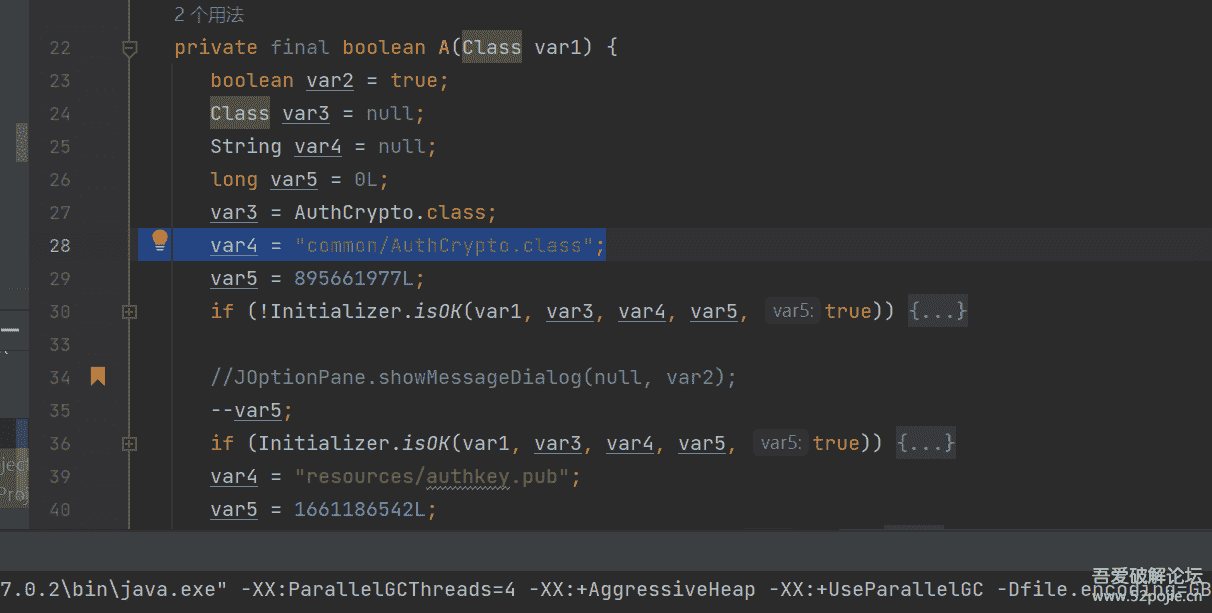 2 个用法
22 private final boolean A(Class var1) {
23 boolean var2 = true;
24 Class var3 = null;
25 String var4 = null;
26 long var5 = 0L;
27 var3 = AuthCrypto.class;
28 var4 = "common/AuthCrypto.class";
29 var5 = 895661977L;
30 if (!Initializer.isOK(var1, var3, var4, var5, var5: true)) {...}
33
34 //JOptionPane.showMessageDialog(null, var2);
35 --var5;
36 if (Initializer.isOK(var1, var3, var4, var5, var5: true)) {...}
39 var4 = "resources/authkey.pub";
40 var5 = 1661186542L;
ject
Proj
7.0.2\bin\java.exe" -XX:ParallelGCThreads=4 -XX:+AggressiveHeap -XX:+UseParallelGC -Dfile.encoding=GB
吾爱破解论坛
www.52pojie.cn